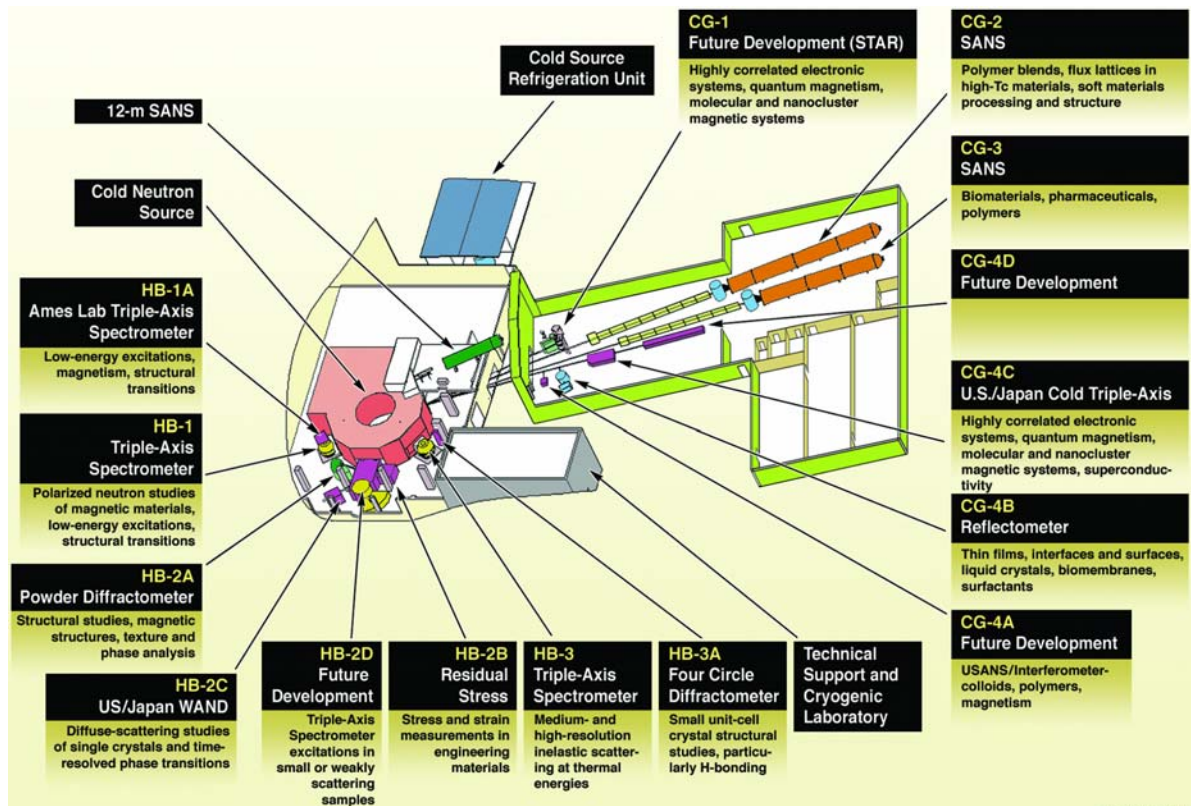 12-m SANS
Cold Neutron
Source
HB-1A
Ames Lab Triple-Axis
Spectrometer
Low-energy excitations,
magnetism, structural
transitions
HB-1
Triple-Axis
Spectrometer
Polarized neutron studies
of magnetic materials,
low-energy excitations,
structural transitions
HB-2A
Powder Diffractometer
Structural studies, magnetic
structures, texture and
phase analysis
HB-2C
US/Japan WAND
Diffuse-scattering studies
of single crystals and time-
resolved phase transitions
Cold Source
Refrigeration Unit
CG-1
Future Development (STAR)
Highly correlated electronic
systems, quantum magnetism,
molecular and nanocluster
magnetic systems
CG-2
SANS
Polymer blends, flux lattices in
high-Tc materials, soft materials
processing and structure
CG-3
SANS
Biomaterials, pharmaceuticals,
polymers
CG-4D
Future Development
CG-4C
U.S./Japan Cold Triple-Axis
Highly correlated electronic
systems, quantum magnetism,
molecular and nanocluster
magnetic systems, superconduc-
tivity
CG-4B
Reflectometer
Thin films, interfaces and surfaces,
liquid crystals, biomembranes,
surfactants
CG-4A
Future Development
USANS/Interferometer-
colloids, polymers,
magnetism
HB-2D
Future
Development
Triple-Axis
Spectrometer
excitations in
small or weakly
scattering
samples
HB-2B
Residual
Stress
Stress and strain
measurements in
engineering
materials
HB-3
Triple-Axis
Spectrometer
Medium- and
high-resolution
inelastic scatter-
ing at thermal
energies
HB-3A
Four Circle
Diffractometer
Small unit-cell
crystal structural
studies, particu-
larly H-bonding
Technical
Support and
Cryogenic
Laboratory